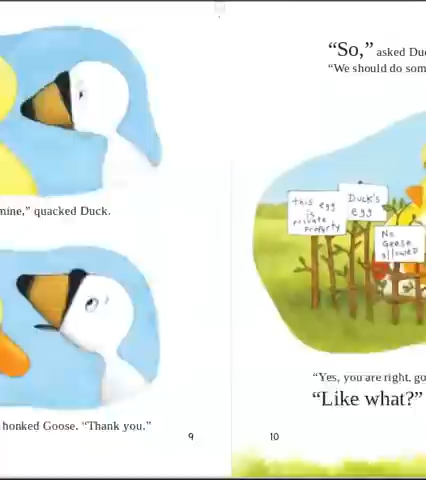 mine,” quacked Duck.
honked Goose. “Thank you.”
9
“So,” asked Duc
“We should do som
this egg
is
private
property
Duck's
egg
No
Geese
allowed
“Yes, you are right, go
“Like what?”
10